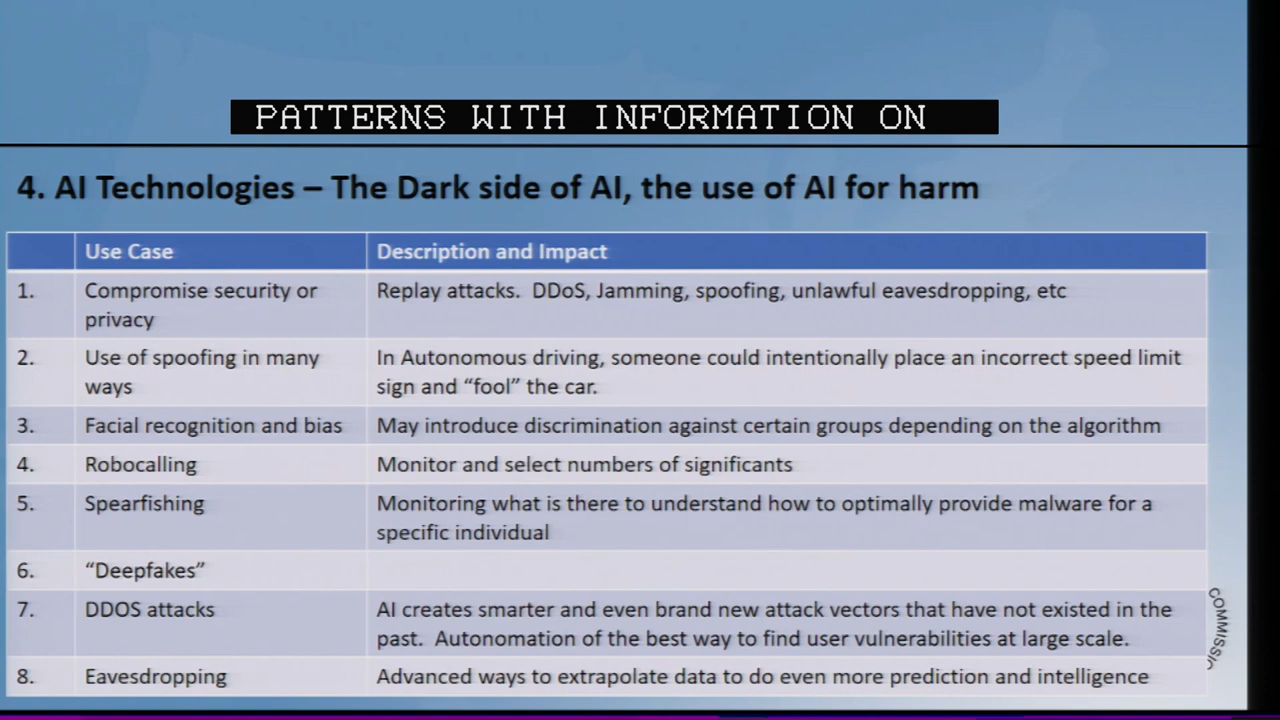 PATTERNS WITH INFORMATION ON
4. AI Technologies – The Dark side of AI, the use of AI for harm
Use Case Description and Impact
1. Compromise security or privacy Replay attacks. DDoS, Jamming, spoofing, unlawful eavesdropping, etc
2. Use of spoofing in many ways In Autonomous driving, someone could intentionally place an incorrect speed limit sign and “fool” the car.
3. Facial recognition and bias May introduce discrimination against certain groups depending on the algorithm
4. Robocalling Monitor and select numbers of significants
5. Spearfishing Monitoring what is there to understand how to optimally provide malware for a specific individual
6. “Deepfakes”
7. DDOS attacks AI creates smarter and even brand new attack vectors that have not existed in the past. Autonomation of the best way to find user vulnerabilities at large scale.
8. Eavesdropping Advanced ways to extrapolate data to do even more prediction and intelligence